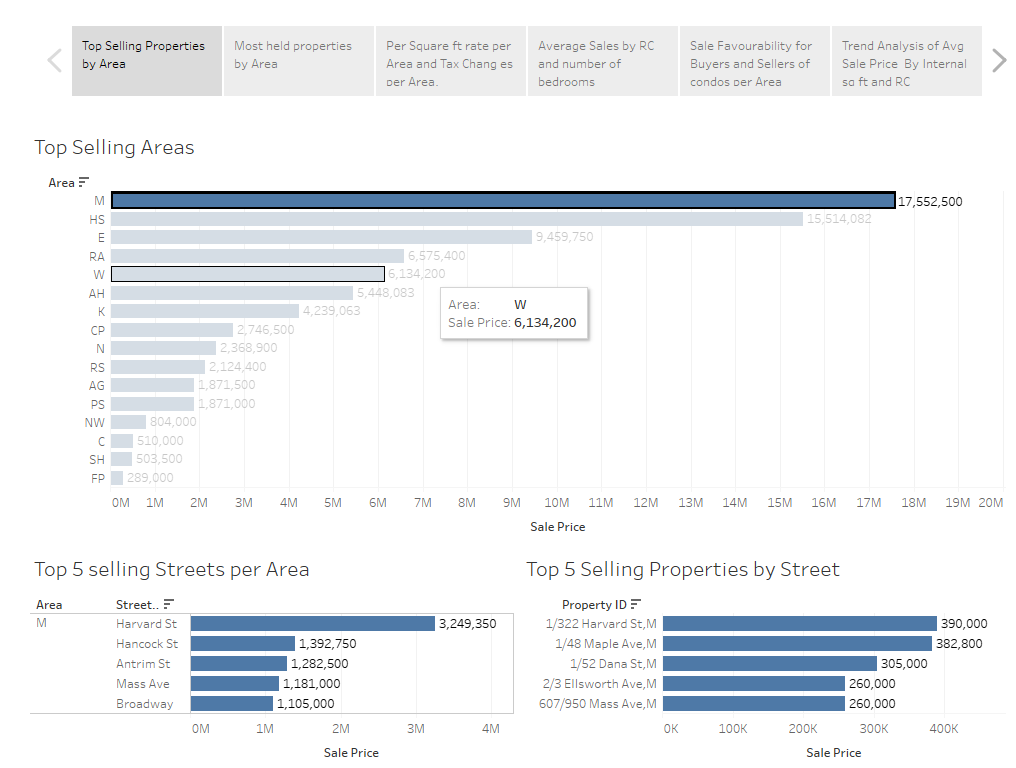 Top Selling Properties
by Area
Most held properties
by Area
Per Square ft rate per
Area and Tax Chang es
per Area.
Average Sales by RC
and number of
bedrooms
Sale Favourability for
Buyers and Sellers of
condos per Area
Trend Analysis of Avg
Sale Price By Internal
sq ft and RC
Top Selling Areas
Area
M 17,552,500
HS 15,514,082
E 9,459,750
RA 6,575,400
W 6,134,200
AH 5,448,083
K 4,239,063
CP 2,746,500
N 2,368,900
RS 2,124,400
AG 1,871,500
PS 1,871,000
NW 804,000
C 510,000
SH 503,500
FP 289,000
Area: W
Sale Price: 6,134,200
0M 1M 2M 3M 4M 5M 6M 7M 8M 9M 10M 11M 12M 13M 14M 15M 16M 17M 18M 19M 20M
Sale Price
Top 5 selling Streets per Area
Area Street..
M Harvard St 3,249,350
Hancock St 1,392,750
Antrim St 1,282,500
Mass Ave 1,181,000
Broadway 1,105,000
0M 1M 2M 3M 4M
Sale Price
Top 5 Selling Properties by Street
Property ID
1/322 Harvard St,M 390,000
1/48 Maple Ave,M 382,800
1/52 Dana St,M 305,000
2/3 Ellsworth Ave,M 260,000
607/950 Mass Ave,M 260,000
0K 100K 200K 300K 400K
Sale Price